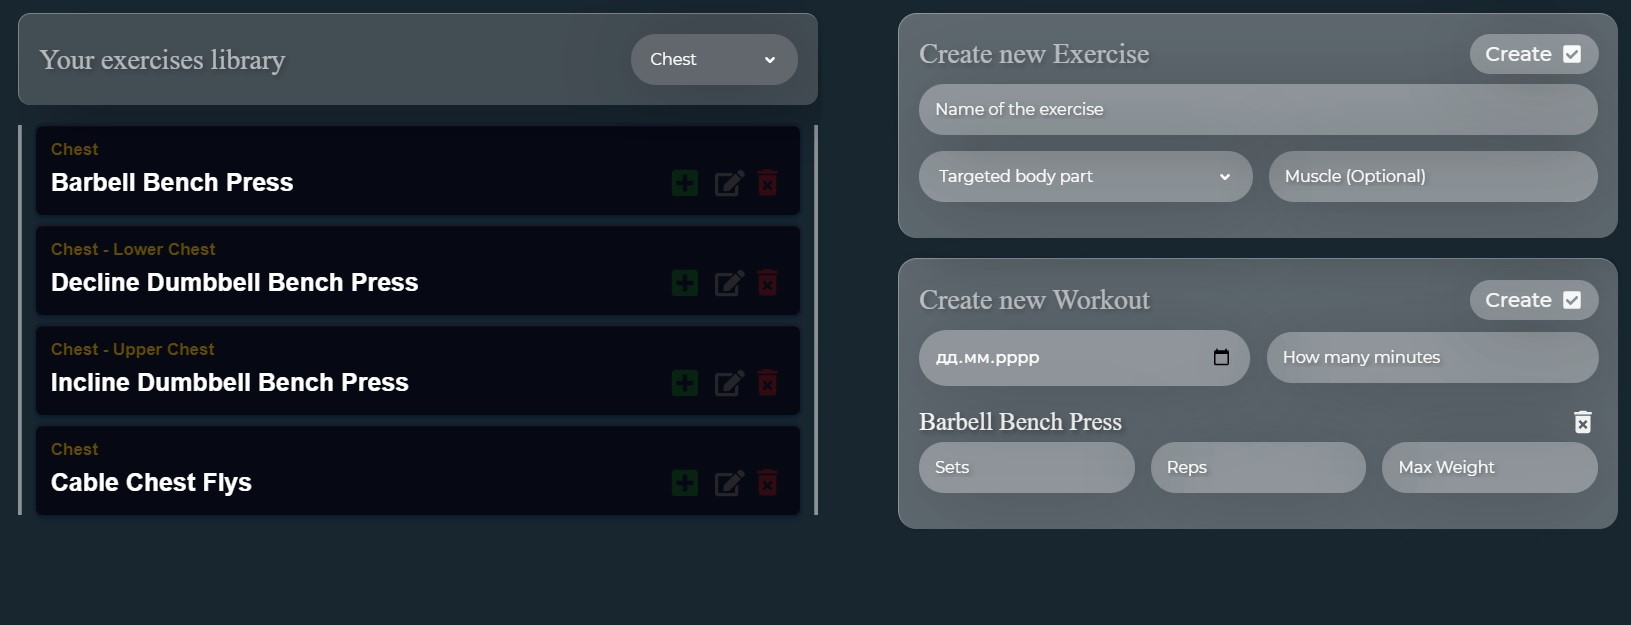 Your exercises library
Chest
Chest
Barbell Bench Press
Chest - Lower Chest
Decline Dumbbell Bench Press
Chest - Upper Chest
Incline Dumbbell Bench Press
Chest
Cable Chest Flys
Create new Exercise
Create
Name of the exercise
Targeted body part
Muscle (Optional)
Create new Workout
Create
дд.мм.рррр
How many minutes
Barbell Bench Press
Sets
Reps
Max Weight